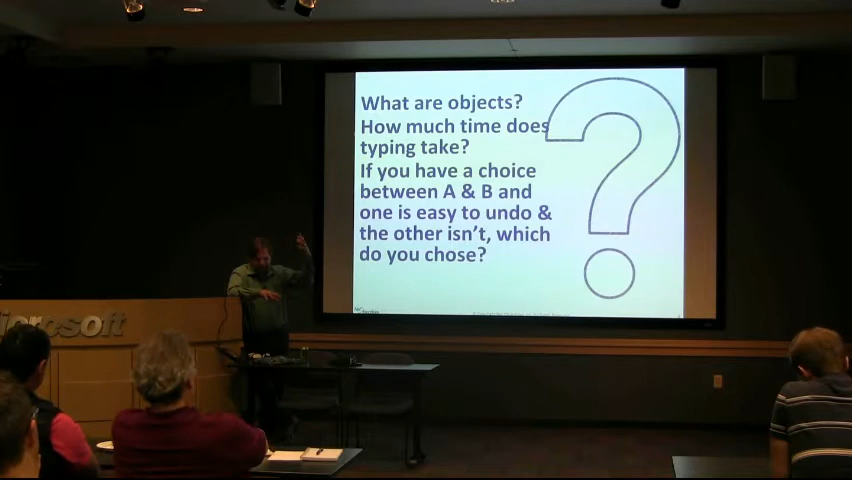 What are objects?
How much time does
typing take?
If you have a choice
between A & B and
one is easy to undo &
the other isn't, which
do you chose?
?
Microsoft